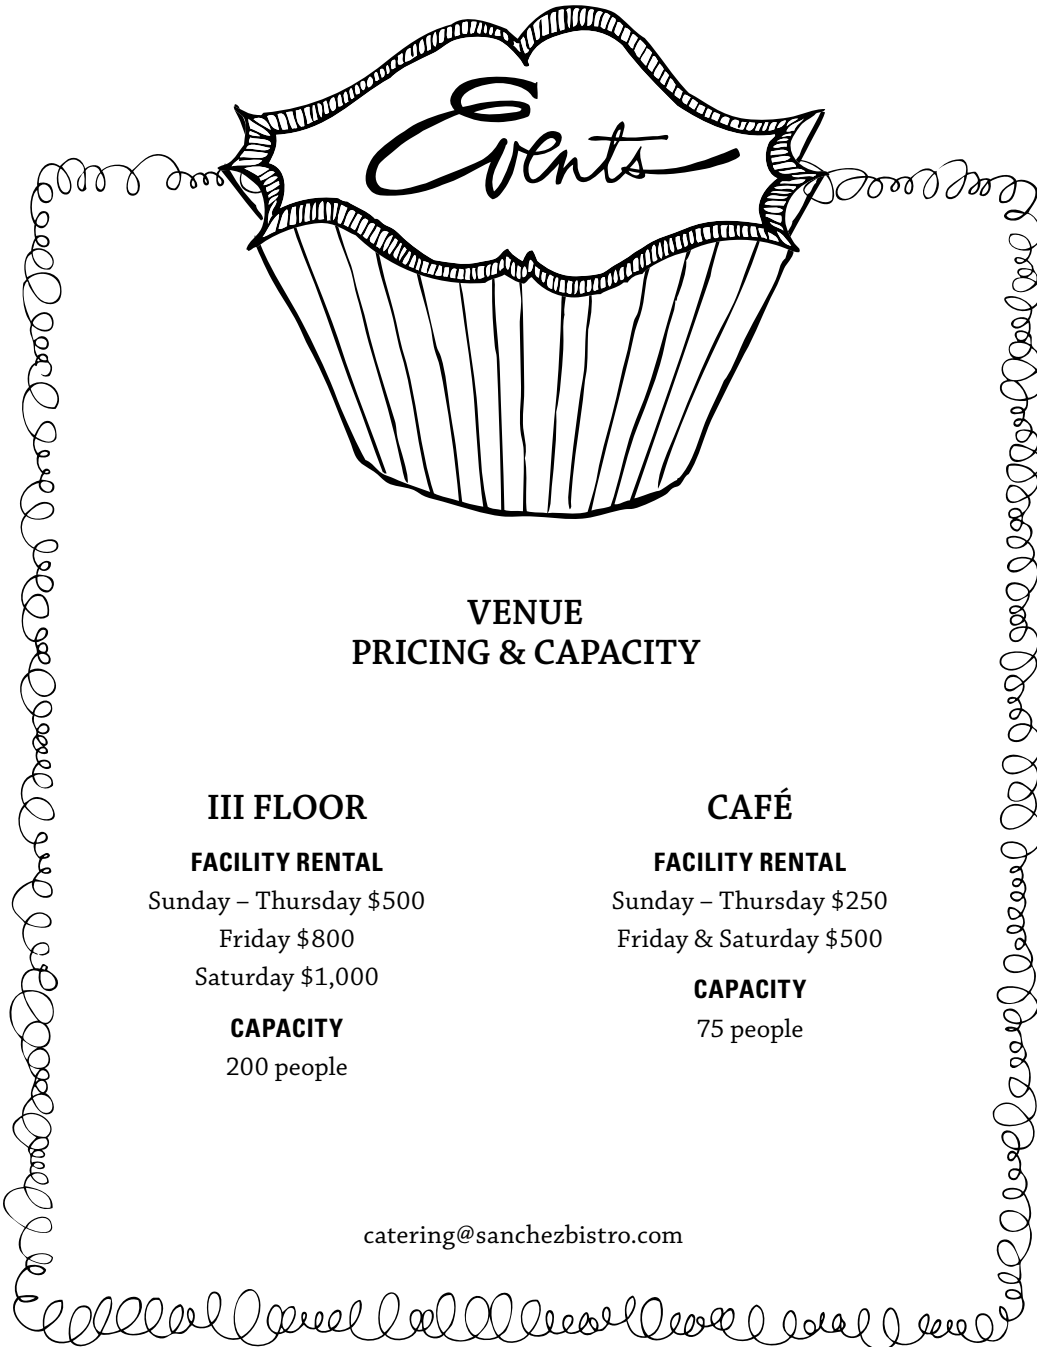 Events
VENUE
PRICING & CAPACITY
III FLOOR
FACILITY RENTAL
Sunday – Thursday $500
Friday $800
Saturday $1,000
CAPACITY
200 people
CAFÉ
FACILITY RENTAL
Sunday – Thursday $250
Friday & Saturday $500
CAPACITY
75 people
catering@sanchezbistro.com